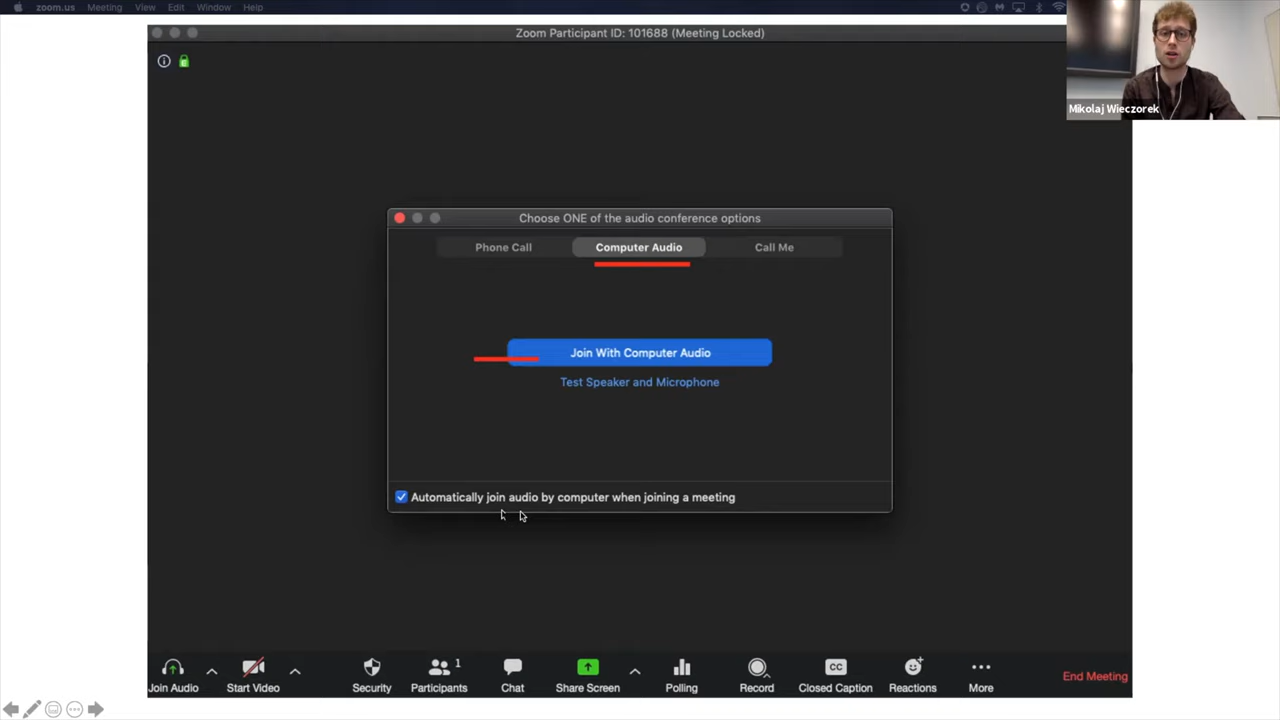 zoom.us Meeting View Edit Window Help
Zoom Participant ID: 101688 (Meeting Locked)
Mikolaj Wieczorek
Choose ONE of the audio conference options
Phone Call Computer Audio Call Me
Join With Computer Audio
Test Speaker and Microphone
Automatically join audio by computer when joining a meeting
1
CC
Join Audio Start Video Security Participants Chat Share Screen Polling Record Closed Caption Reactions More End Meeting